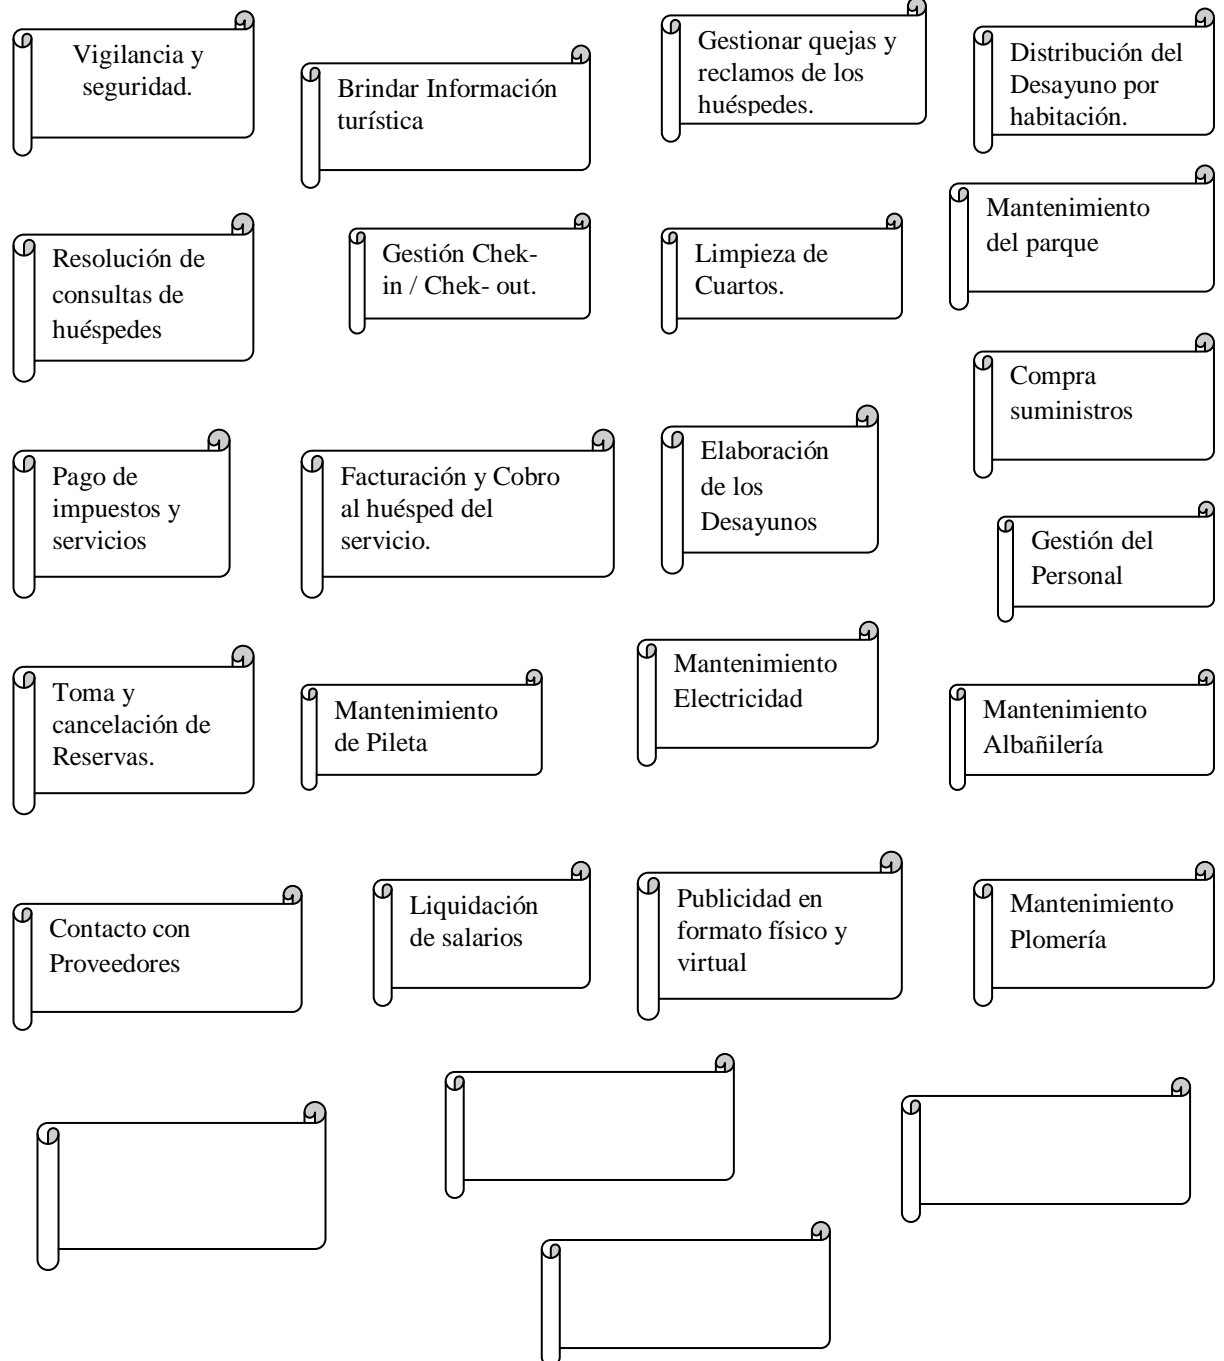 Vigilancia y
seguridad.
Brindar Información
turística
Gestionar quejas y
reclamos de los
huéspedes.
Distribución del
Desayuno por
habitación.
Resolución de
consultas de
huéspedes
Gestión Chek-
in / Chek- out.
Limpieza de
Cuartos.
Mantenimiento
del parque
Compra
suministros
Pago de
impuestos y
servicios
Facturación y Cobro
al huésped del
servicio.
Elaboración
de los
Desayunos
Gestión del
Personal
Toma y
cancelación de
Reservas.
Mantenimiento
de Pileta
Mantenimiento
Electricidad
Mantenimiento
Albañilería
Contacto con
Proveedores
Liquidación
de salarios
Publicidad en
formato físico y
virtual
Mantenimiento
Plomería